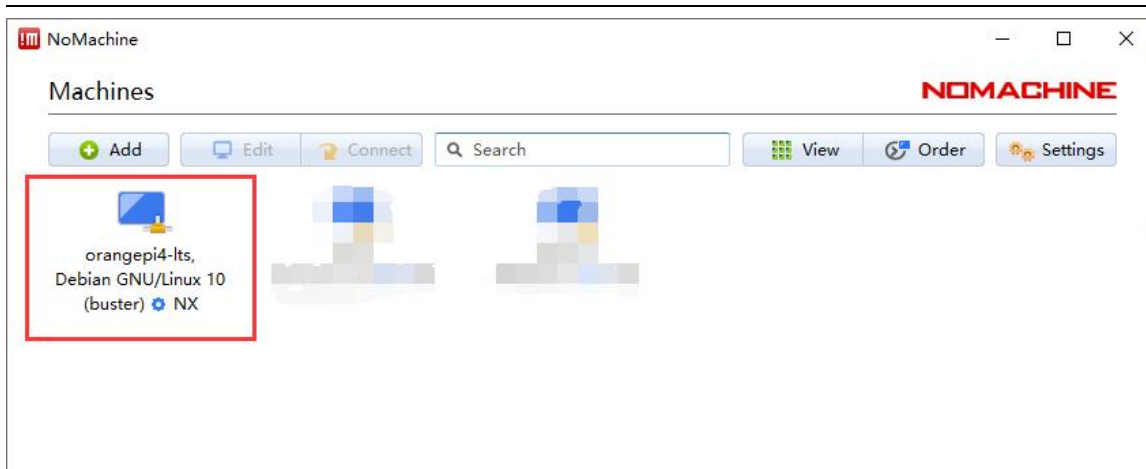 NoMachine
Machines
NOMACHINE
Add
Edit
Connect
Search
View
Order
Settings
orangepi4-lts,
Debian GNU/Linux 10
(buster) NX